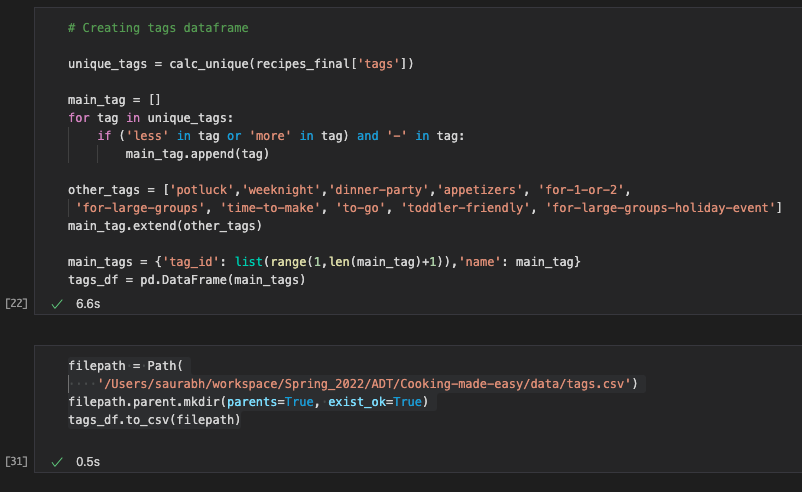 # Creating tags dataframe
unique_tags = calc_unique(recipes_final['tags'])
main_tag = []
for tag in unique_tags:
    if ('less' in tag or 'more' in tag) and '-' in tag:
        main_tag.append(tag)
other_tags = ['potluck','weeknight','dinner-party','appetizers', 'for-1-or-2',
 'for-large-groups', 'time-to-make', 'to-go', 'toddler-friendly', 'for-large-groups-holiday-event']
main_tag.extend(other_tags)
main_tags = {'tag_id': list(range(1,len(main_tag)+1)),'name': main_tag}
tags_df = pd.DataFrame(main_tags)
[22] ✓ 6.6s
filepath = Path(
    '/Users/saurabh/workspace/Spring_2022/ADT/Cooking-made-easy/data/tags.csv')
filepath.parent.mkdir(parents=True, exist_ok=True)
tags_df.to_csv(filepath)
[31] ✓ 0.5s